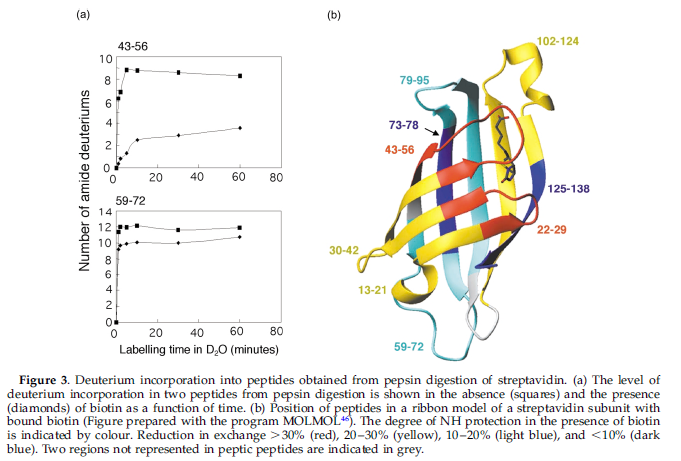 (a)
43-56
10
8
6
4
2
0
0 20 40 60 80
Number of amide deuteriums
59-72
14
12
10
8
6
4
2
0
0 20 40 60 80
Labelling time in D₂O (minutes)
(b)
102-124
79-95
73-78
43-56
125-138
22-29
30-42
13-21
59-72
Figure 3. Deuterium incorporation into peptides obtained from pepsin digestion of streptavidin. (a) The level of
deuterium incorporation in two peptides from pepsin digestion is shown in the absence (squares) and the presence
(diamonds) of biotin as a function of time. (b) Position of peptides in a ribbon model of a streptavidin subunit with
bound biotin (Figure prepared with the program MOLMOL⁴⁶). The degree of NH protection in the presence of biotin
is indicated by colour. Reduction in exchange >30% (red), 20–30% (yellow), 10–20% (light blue), and <10% (dark
blue). Two regions not represented in peptic peptides are indicated in grey.